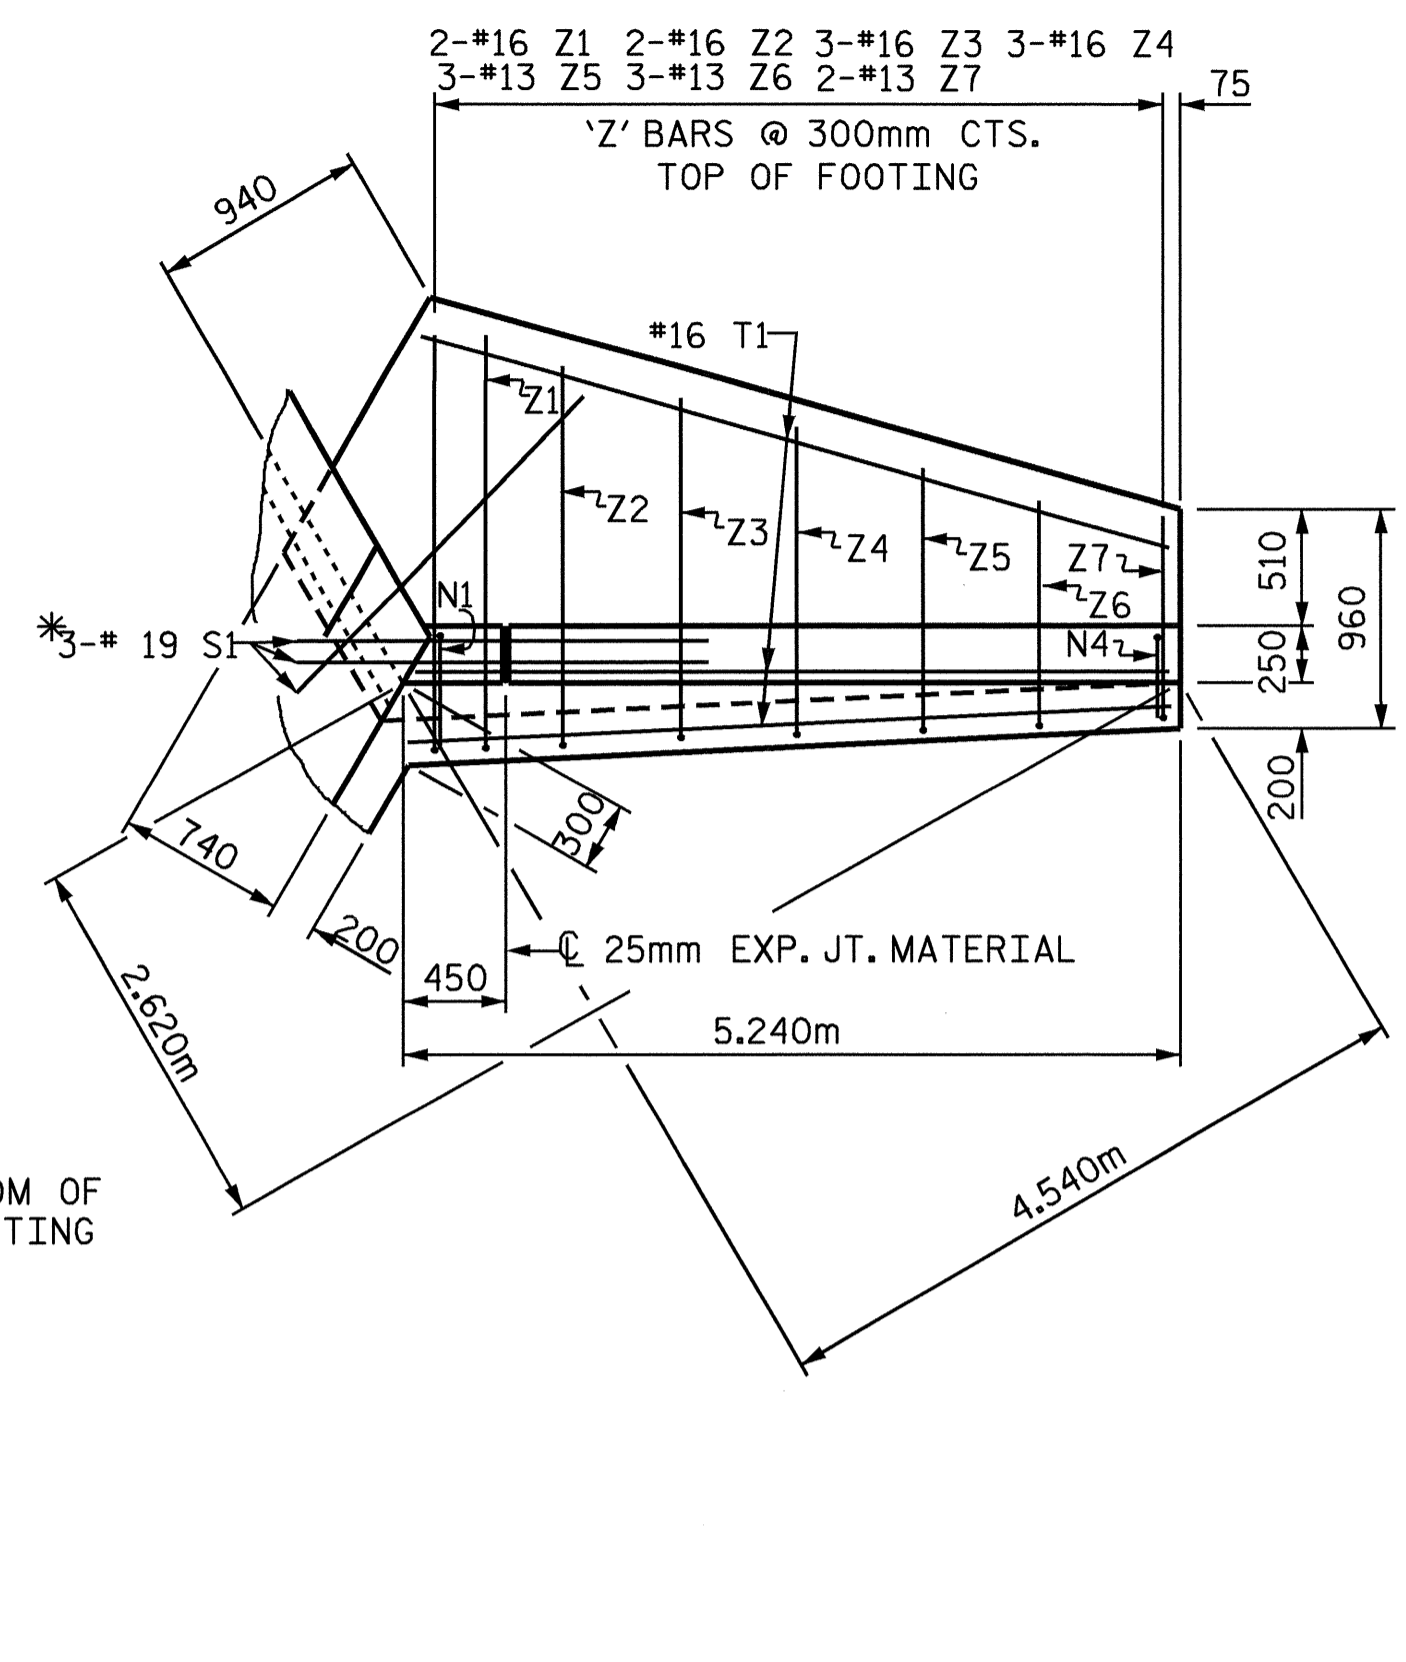 2-#16 Z1 2-#16 Z2 3-#16 Z3 3-#16 Z4
3-#13 Z5 3-#13 Z6 2-#13 Z7
75
'Z' BARS @ 300mm CTS.
TOP OF FOOTING
940
#16 T1
Z1
Z2
Z3
Z4
Z5
Z7
Z6
N1
N4
*3-# 19 S1
510
250
960
200
740
300
200
450
℄ 25mm EXP. JT. MATERIAL
5.240m
2.620m
4.540m
OM OF
TING